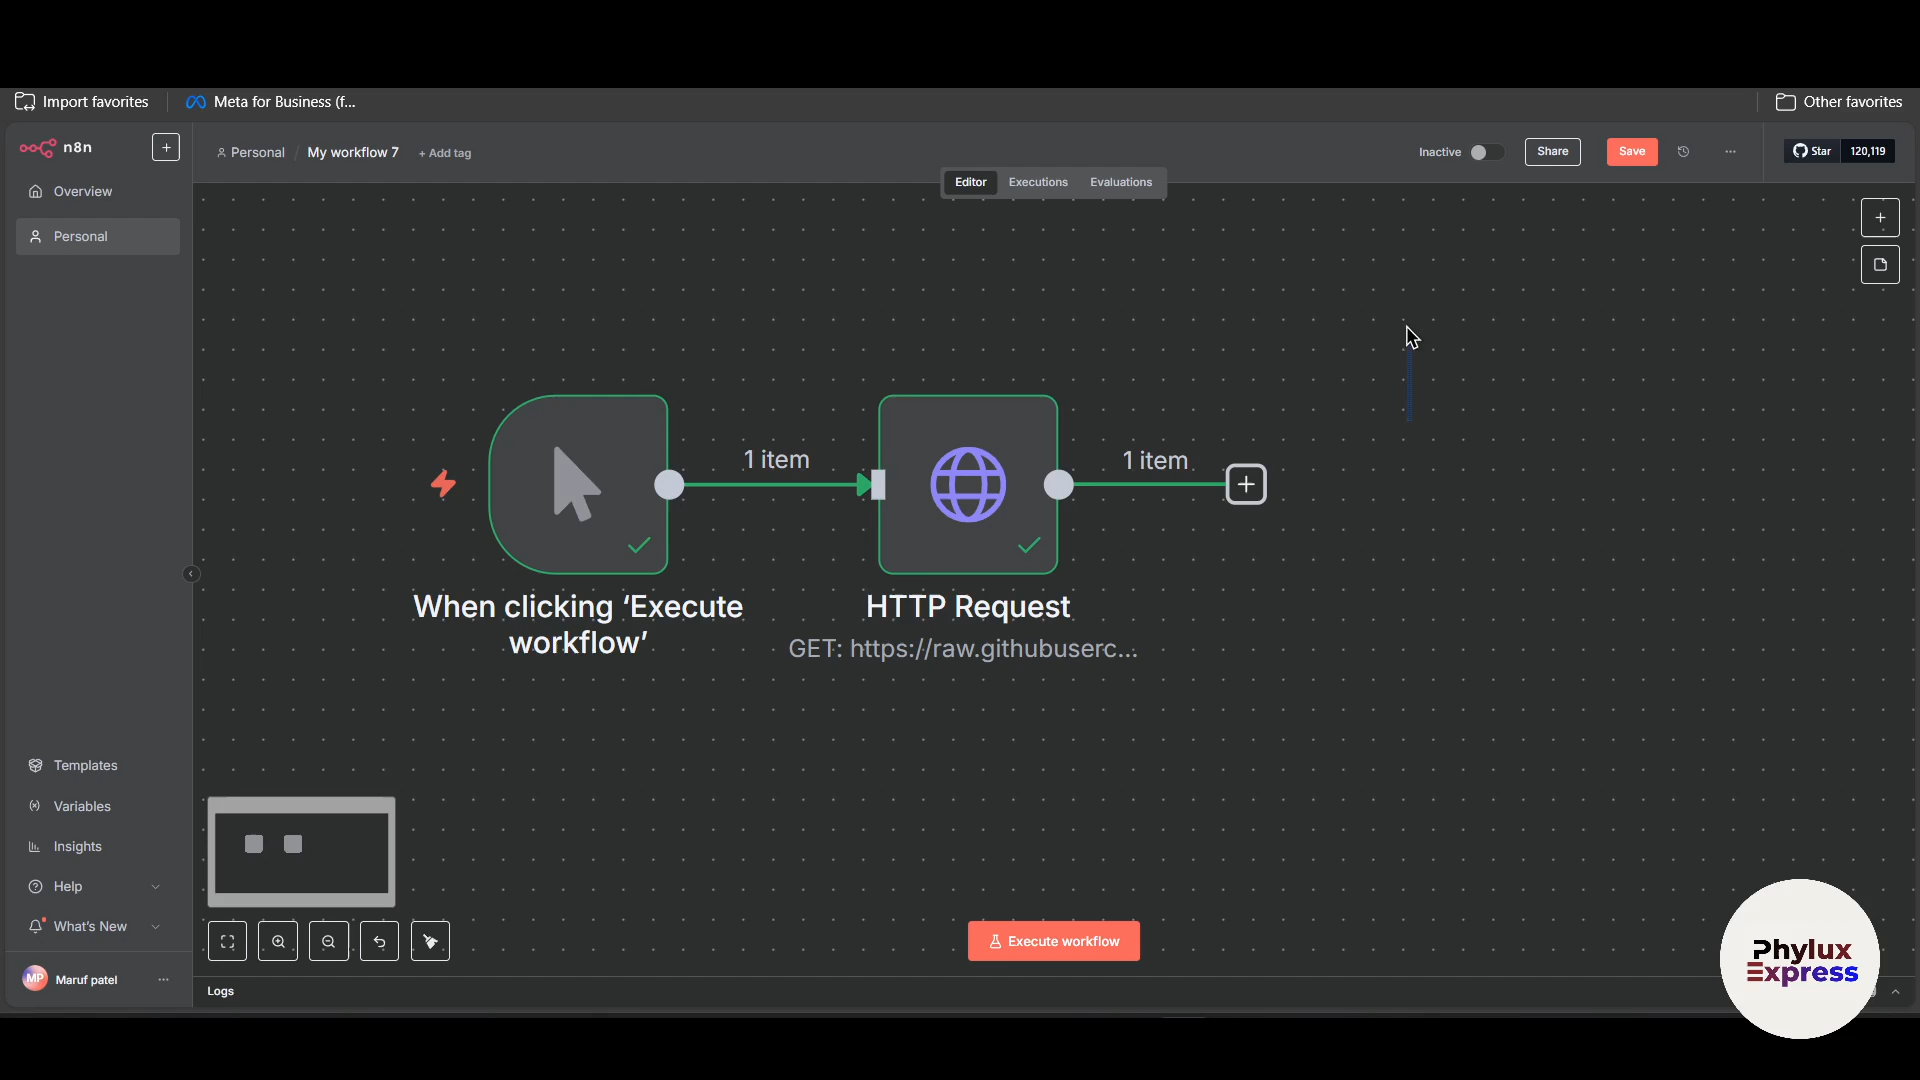 Import favorites
Meta for Business (f...
Other favorites
n8n
Personal / My workflow 7 + Add tag
Inactive
Share
Save
Star 120,119
Editor
Executions
Evaluations
Overview
Personal
1 item
1 item
When clicking ‘Execute
workflow’
HTTP Request
GET: https://raw.githubuserc...
Templates
Variables
Insights
Help
What's New
MP
Maruf patel
Execute workflow
Logs
Phylux
Express